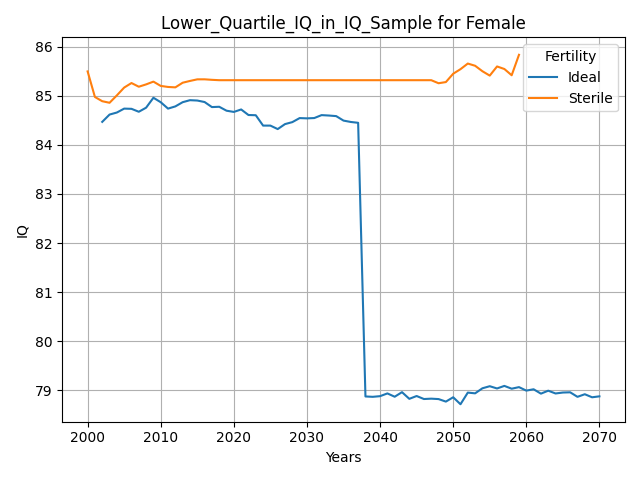 Lower_Quartile_IQ_in_IQ_Sample for Female
86
85
84
83
82
81
80
79
IQ
Fertility
Ideal
Sterile
2000 2010 2020 2030 2040 2050 2060 2070
Years